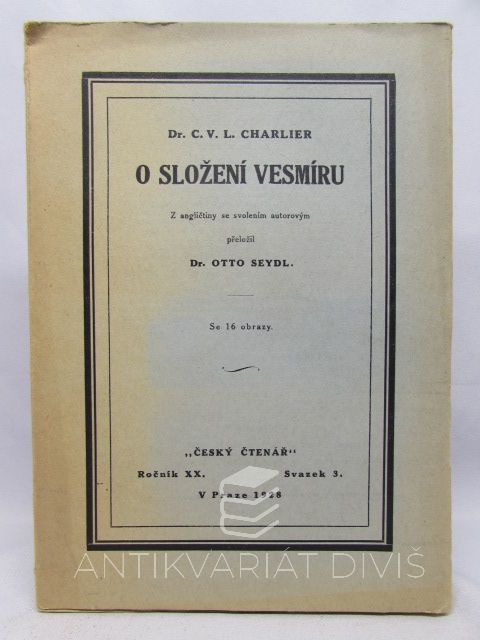 Dr. C. V. L. CHARLIER
O SLOŽENÍ VESMÍRU
Z angličtiny se svolením autorovým
přeložil
Dr. OTTO SEYDL.
Se 16 obrazy.
„ČESKÝ ČTENÁŘ“
Ročník XX. Svazek 3.
V Praze 1928
ANTIKVARIÁT DIVIŠ